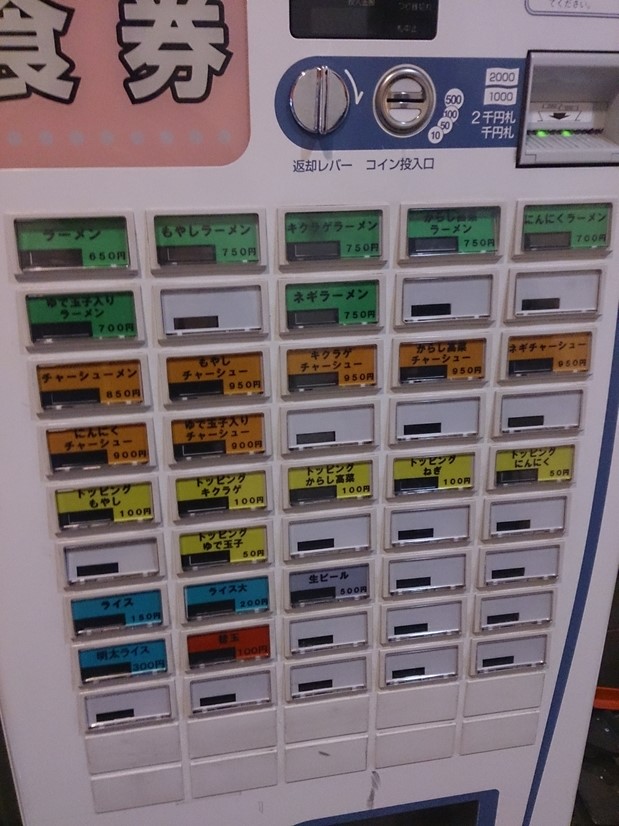 食券
てください。
2000
1000
500
100
50
10
2千円札
千円札
返却レバー コイン投入口
ラーメン
650円
もやしラーメン
750円
キクラゲラーメン
750円
からし高菜
ラーメン
750円
にんにくラーメン
700円
ゆで玉子入り
ラーメン
700円
ネギラーメン
750円
チャーシューメン
850円
もやし
チャーシュー
950円
キクラゲ
チャーシュー
950円
からし高菜
チャーシュー
950円
ネギチャーシュー
950円
にんにく
チャーシュー
900円
ゆで玉子入り
チャーシュー
900円
トッピング
もやし
100円
トッピング
キクラゲ
100円
トッピング
からし高菜
100円
トッピング
ねぎ
100円
トッピング
にんにく
50円
トッピング
ゆで玉子
50円
ライス
150円
ライス大
200円
生ビール
500円
明太ライス
300円
替玉
100円